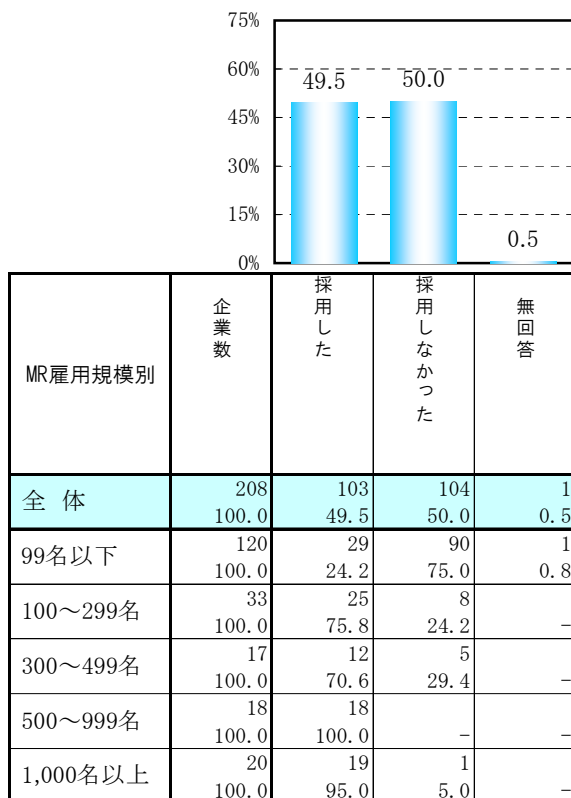 75%
60%
45%
30%
15%
0%
49.5
50.0
0.5
MR雇用規模別
企業数
採用した
採用しなかった
無回答
全 体
208 103 104 1
100.0 49.5 50.0 0.5
99名以下
120 29 90 1
100.0 24.2 75.0 0.8
100～299名
33 25 8
100.0 75.8 24.2 –
300～499名
17 12 5
100.0 70.6 29.4 –
500～999名
18 18
100.0 100.0 – –
1,000名以上
20 19 1
100.0 95.0 5.0 –